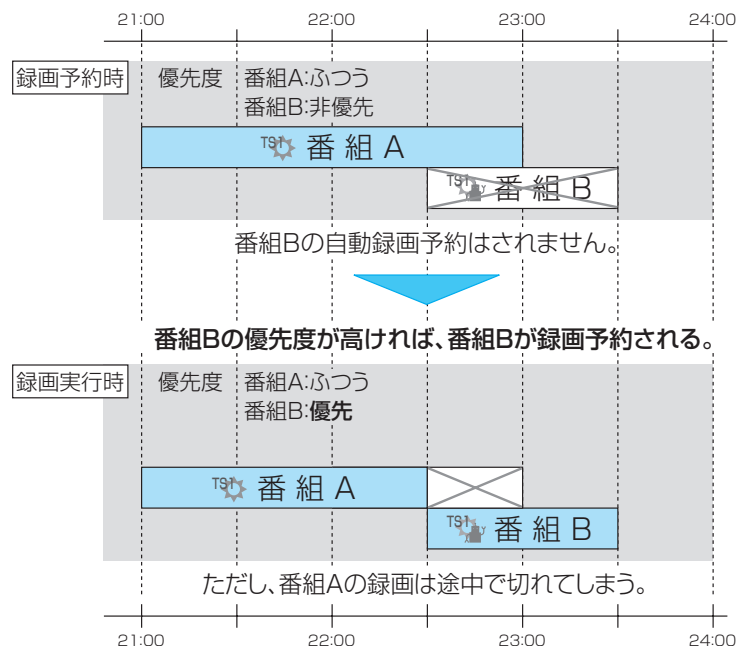 21:00 22:00 23:00 24:00
録画予約時 優先度 番組A:ふつう
番組B:非優先
TS1 番組A
TS1 番組B
番組Bの自動録画予約はされません。
番組Bの優先度が高ければ、番組Bが録画予約される。
録画実行時 優先度 番組A:ふつう
番組B:優先
TS1 番組A
TS1 番組B
ただし、番組Aの録画は途中で切れてしまう。
21:00 22:00 23:00 24:00